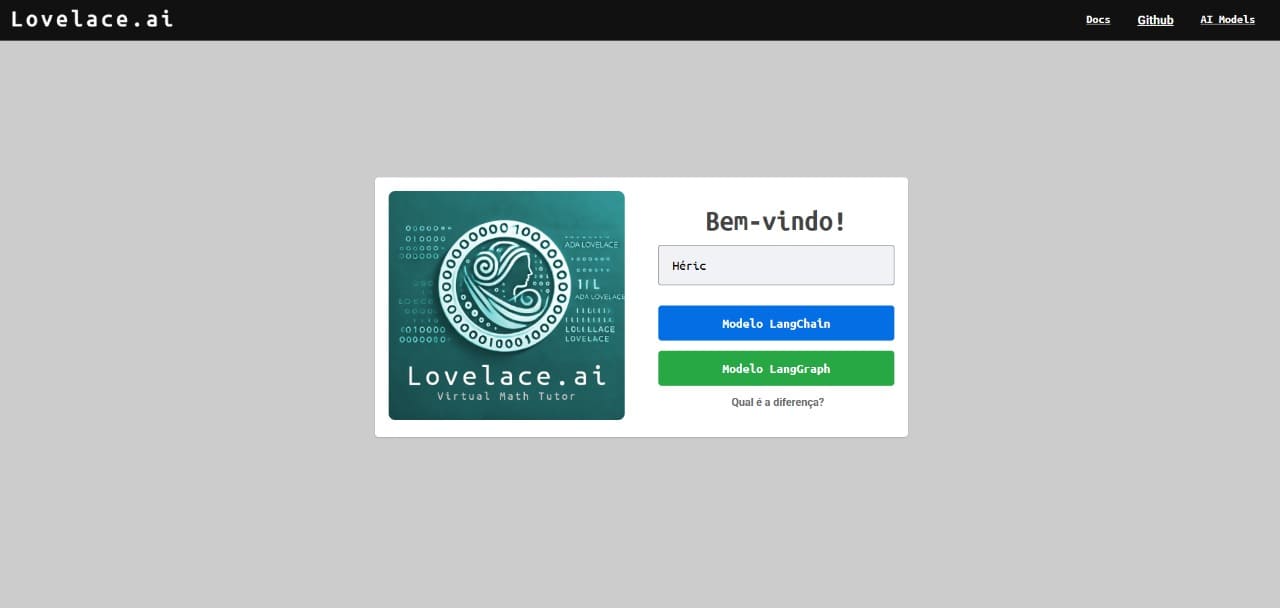 Lovelace.ai
Docs
Github
AI Models
Bem-vindo!
Héric
Modelo LangChain
Modelo LangGraph
Qual é a diferença?
ADA LOVELACE
ADA LOVELACE
LOVELACE
Lovelace.ai
Virtual Math Tutor